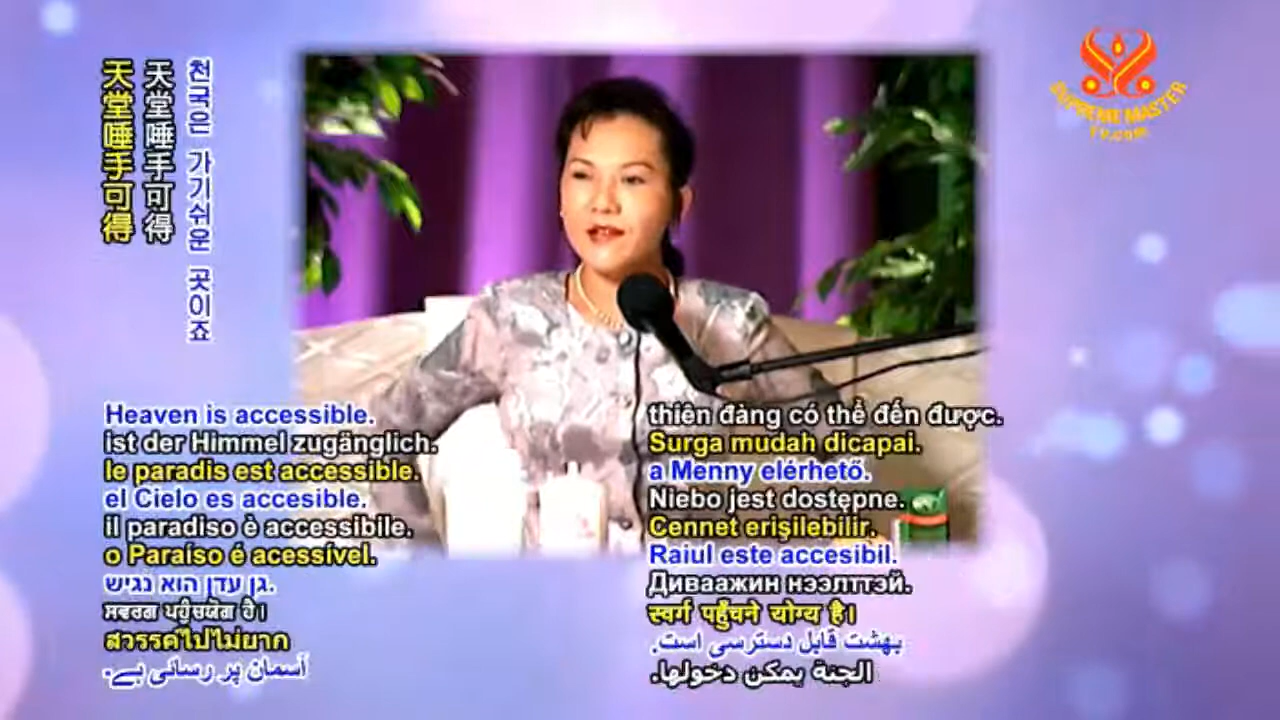 천국은 가기쉬운 곳이죠
天堂唾手可得
天堂唾手可得
SUPREME MASTER
TV.com
Heaven is accessible.
ist der Himmel zugänglich.
le paradis est accessible.
el Cielo es accesible.
il paradiso è accessibile.
o Paraíso é acessível.
גן עדן הוא נגיש.
ਸਵਰਗ ਪਹੁੰਚਯੋਗ ਹੈ।
สวรรค์ไปไม่ยาก
آسمان پر رسائی ہے۔
thiên đàng có thể đến được.
Surga mudah dicapai.
a Menny elérhető.
Niebo jest dostępne.
Cennet erişilebilir.
Raiul este accesibil.
Диваажин нээлттэй.
स्वर्ग पहुँचने योग्य है।
بهشت قابل دسترسی است.
الجنة يمكن دخولها.